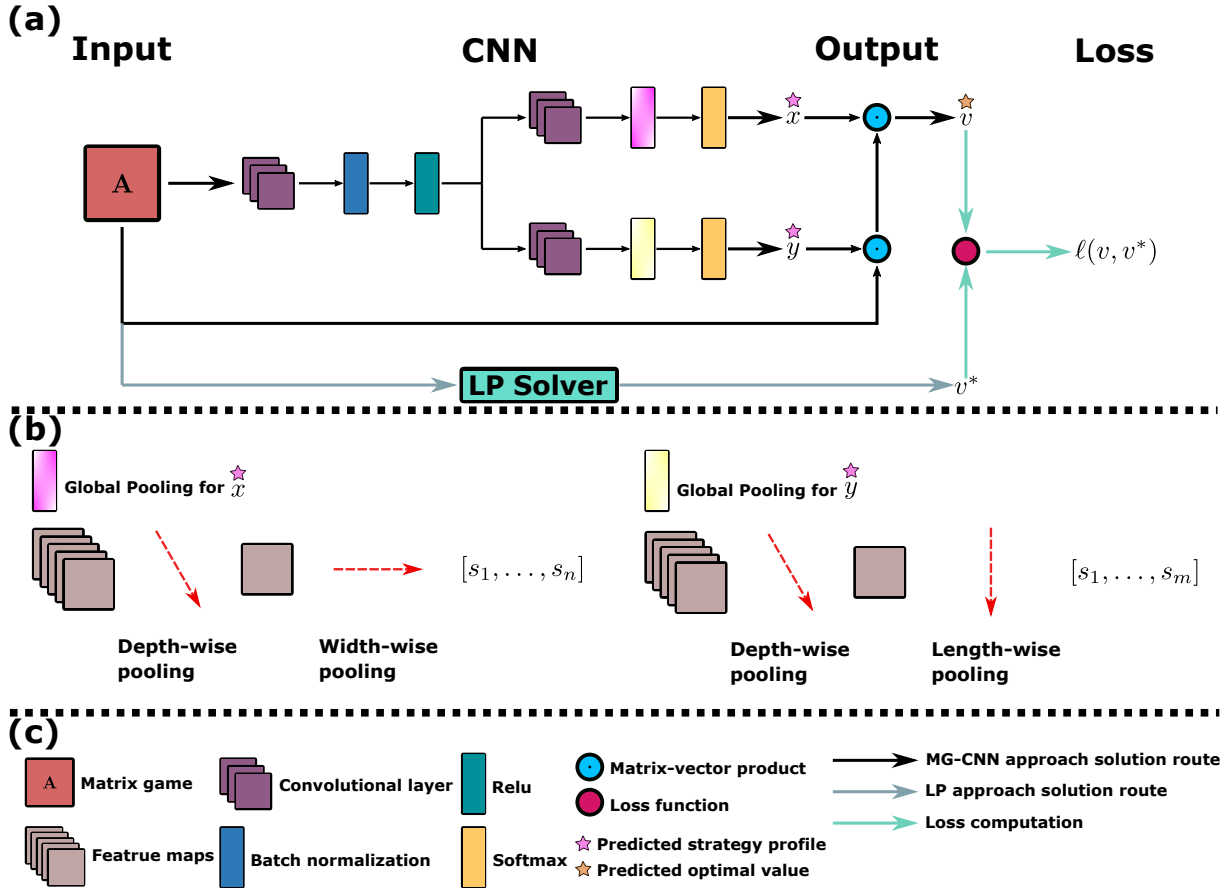 (a)
Input CNN Output Loss
x v
A
y ℓ(v, v*)
LP Solver v*
(b)
Global Pooling for x Global Pooling for y
[s₁, . . . , sₙ] [s₁, . . . , sₘ]
Depth-wise pooling Width-wise pooling Depth-wise pooling Length-wise pooling
(c)
A Matrix game Convolutional layer Relu Matrix-vector product MG-CNN approach solution route
Loss function LP approach solution route
Featrue maps Batch normalization Softmax Predicted strategy profile Loss computation
Predicted optimal value